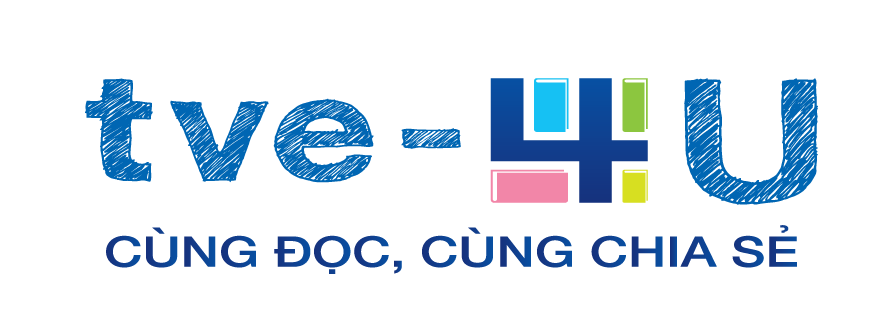 tve-4U
CÙNG ĐỌC, CÙNG CHIA SẺ